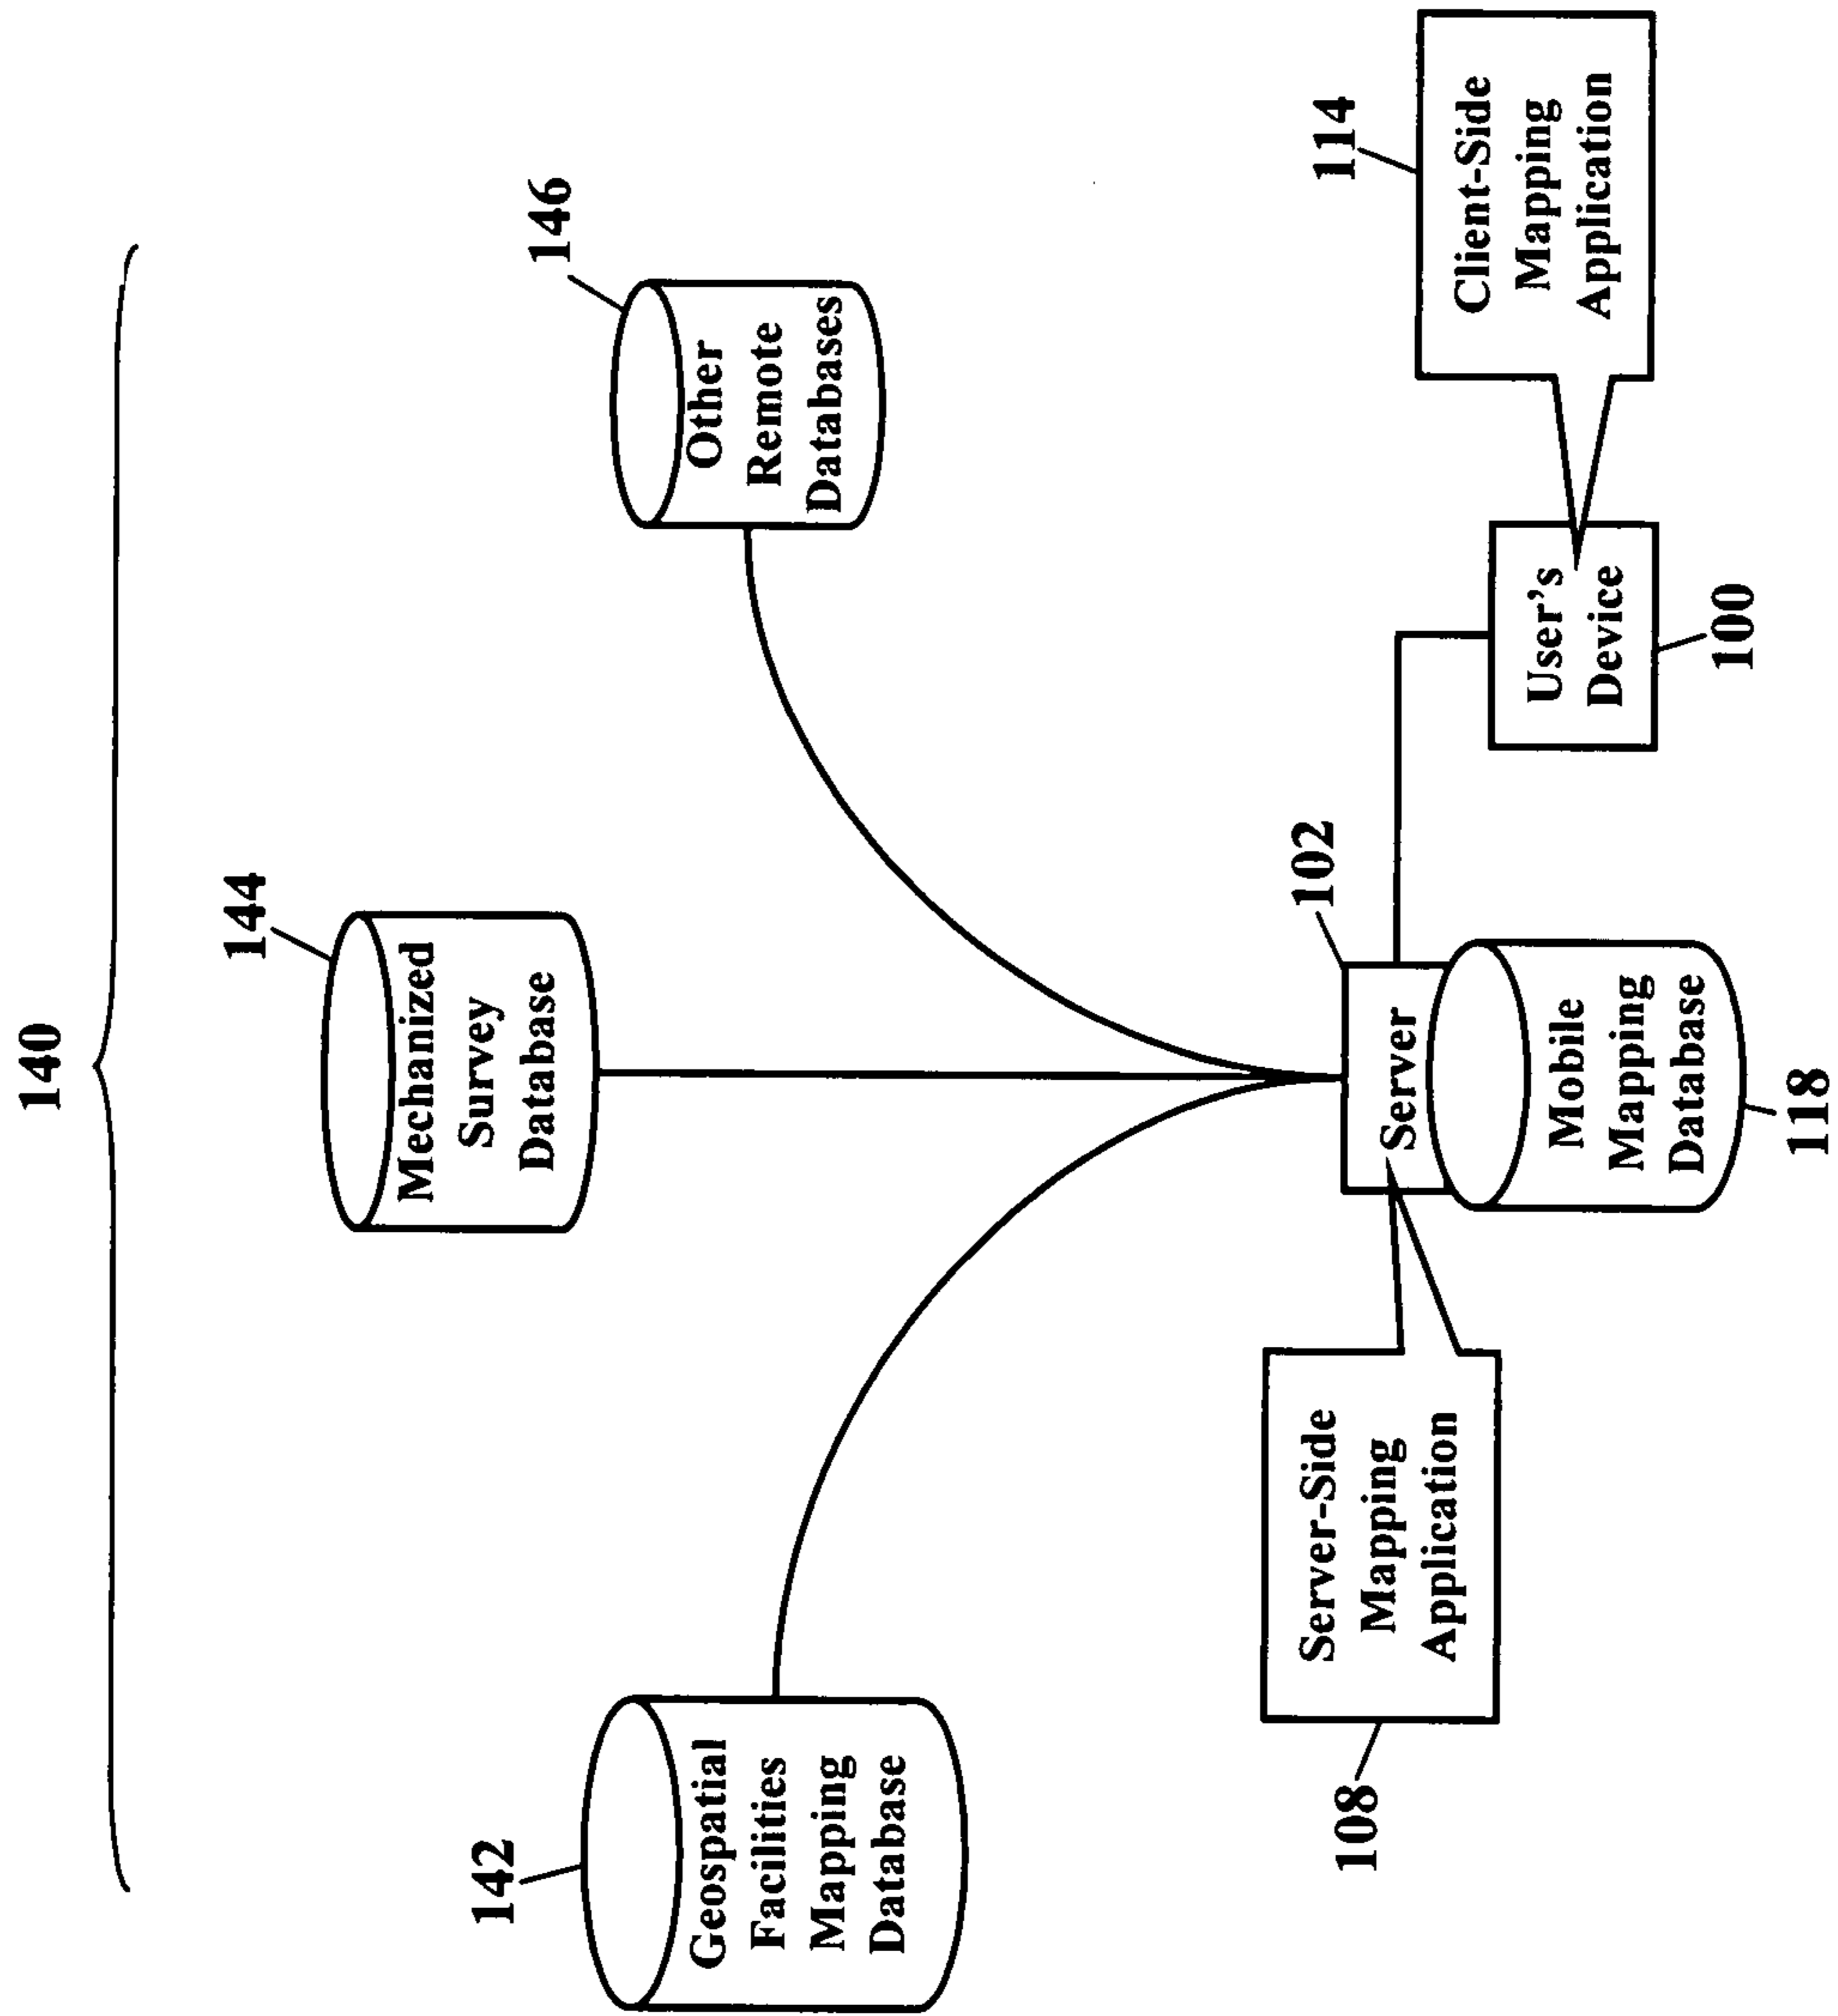 140
144
Mechanized
Survey
Database
142
Geospatial
Facilities
Mapping
Database
146
Other
Remote
Databases
102
Server
Mobile
Mapping
Database
118
Server-Side
Mapping
Application
108
User's
Device
100
114
Client-Side
Mapping
Application